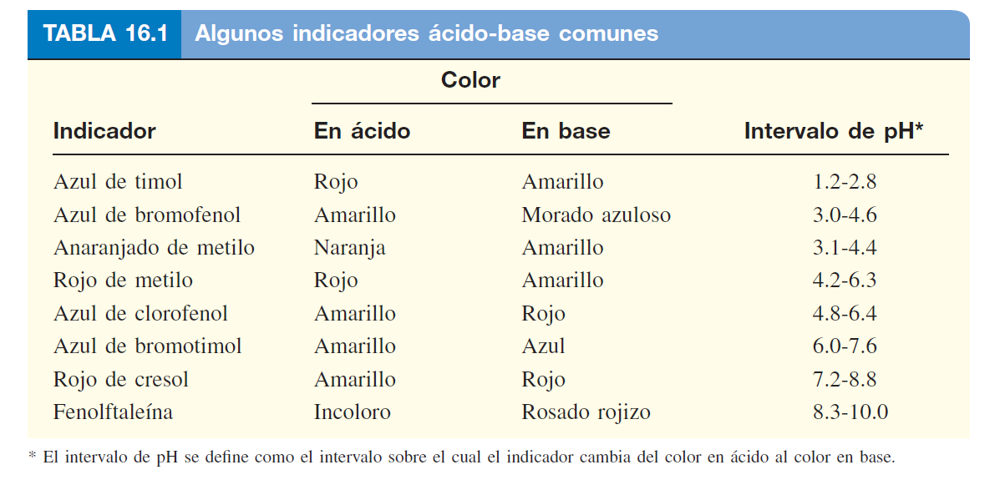 TABLA 16.1 Algunos indicadores ácido-base comunes
Color
Indicador En ácido En base Intervalo de pH*
Azul de timol Rojo Amarillo 1.2-2.8
Azul de bromofenol Amarillo Morado azuloso 3.0-4.6
Anaranjado de metilo Naranja Amarillo 3.1-4.4
Rojo de metilo Rojo Amarillo 4.2-6.3
Azul de clorofenol Amarillo Rojo 4.8-6.4
Azul de bromotimol Amarillo Azul 6.0-7.6
Rojo de cresol Amarillo Rojo 7.2-8.8
Fenolftaleína Incoloro Rosado rojizo 8.3-10.0
* El intervalo de pH se define como el intervalo sobre el cual el indicador cambia del color en ácido al color en base.